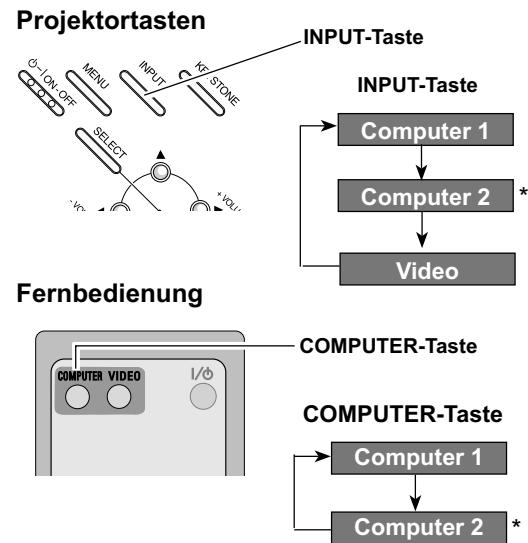 Projektortasten
INPUT-Taste
INPUT-Taste
ON-OFF
MENU
INPUT
SELECT
Computer 1
Computer 2 *
Video
Fernbedienung
COMPUTER-Taste
COMPUTER VIDEO
COMPUTER-Taste
Computer 1
Computer 2 *